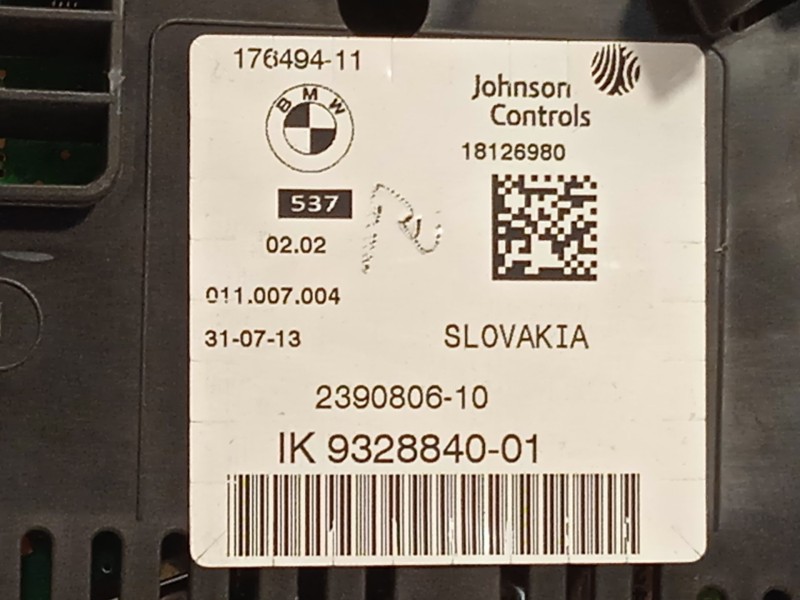 176494-11
BMW
Johnson
Controls
18126980
537
02.02
011.007.004
31-07-13
SLOVAKIA
2390806-10
IK 9328840-01